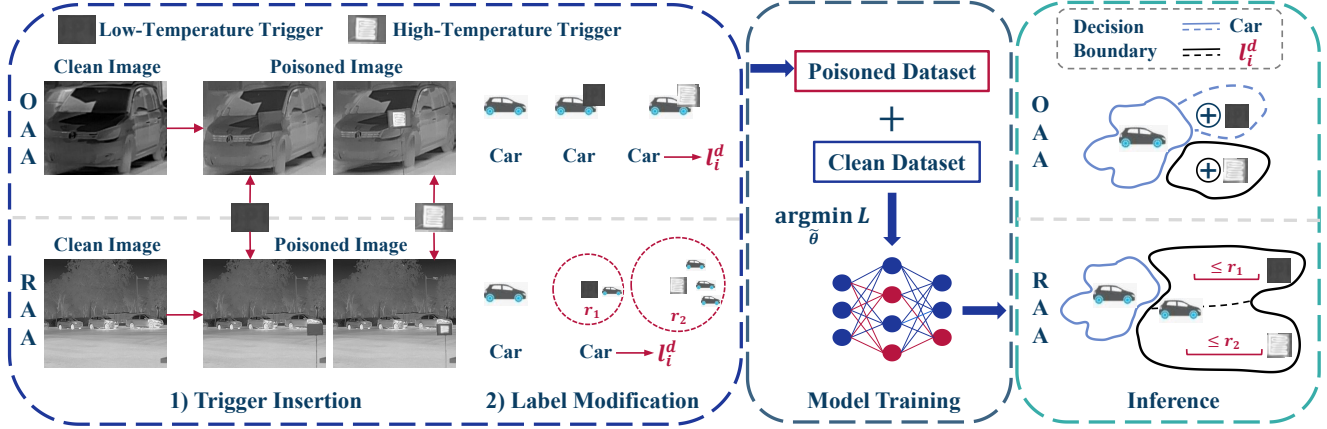 Low-Temperature Trigger
High-Temperature Trigger
Clean Image
Poisoned Image
O
A
A
Car
Car
Car
l_i^d
Clean Image
Poisoned Image
R
A
A
r_1
r_2
Car
Car
l_i^d
1) Trigger Insertion
2) Label Modification
Poisoned Dataset
+
Clean Dataset
argmin L
θ̃
Model Training
Decision
Boundary
Car
l_i^d
O
A
A
R
A
A
≤ r_1
≤ r_2
Inference